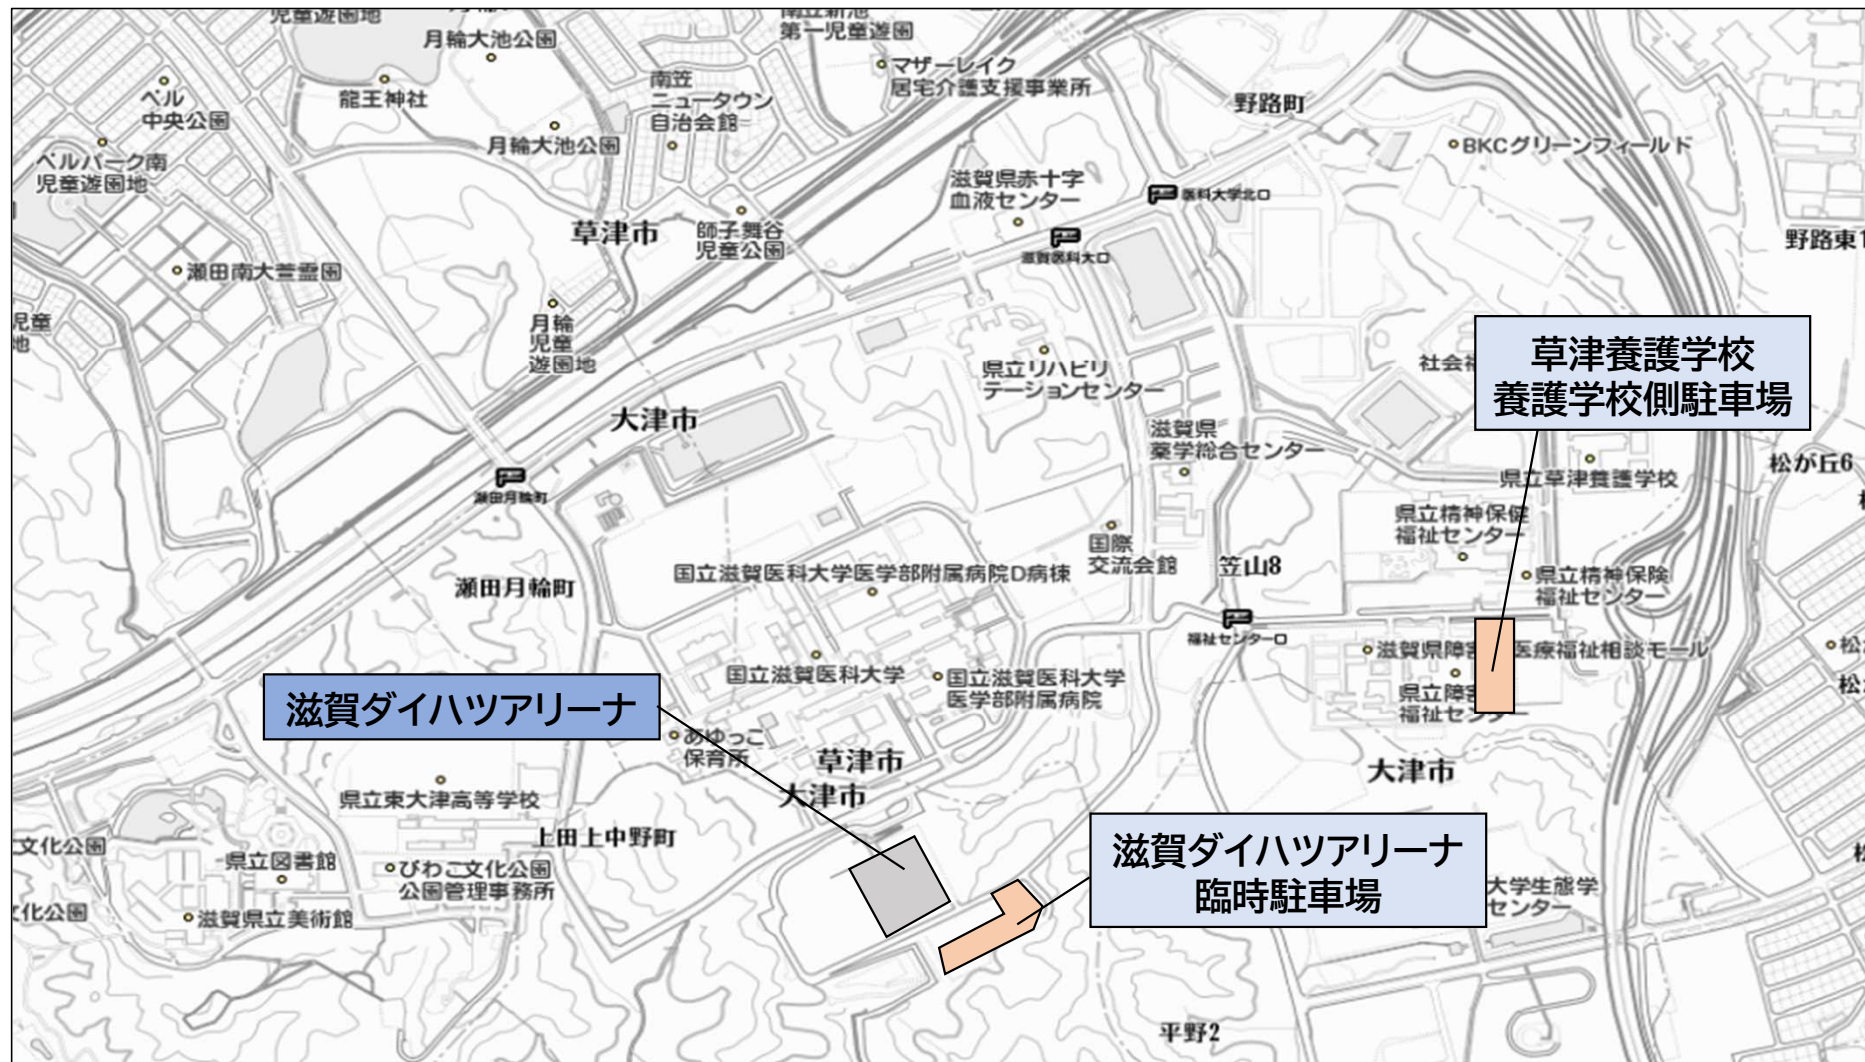 児童遊園地
月輪大池公園
第一児童遊園
マザーレイク
居宅介護支援事業所
ベル
中央公園
龍王神社
南笠
ニュータウン
自治会館
野路町
月輪大池公園
BKCグリーンフィールド
ベルパーク南
児童遊園地
滋賀県赤十字
血液センター
医科大学北口
草津市
師子舞谷
児童公園
滋賀医科大口
野路東1
瀬田南大萱霊園
児童
地
月輪
児童
遊園地
県立リハビリ
テーションセンター
社会福
草津養護学校
養護学校側駐車場
大津市
滋賀県
薬学総合センター
松が丘6
瀬田月輪町
県立草津養護学校
県立精神保健
福祉センター
国際
交流会館
笠山8
国立滋賀医科大学医学部附属病院D病棟
瀬田月輪町
県立精神保険
福祉センター
福祉センター口
滋賀県障害
医療福祉相談モール
国立滋賀医科大学
国立滋賀医科大学
医学部附属病院
県立障害
福祉センター
滋賀ダイハツアリーナ
あゆっこ
保育所
草津市
大津市
大津市
県立東大津高等学校
上田上中野町
文化公園
県立図書館
びわこ文化公園
公園管理事務所
滋賀ダイハツアリーナ
臨時駐車場
大学生態学
センター
文化公園
滋賀県立美術館
平野2